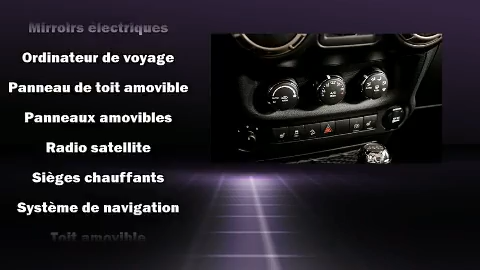 Mirroirs électriques
Ordinateur de voyage
Panneau de toit amovible
Panneaux amovibles
Radio satellite
Sièges chauffants
Système de navigation
Toit amovible